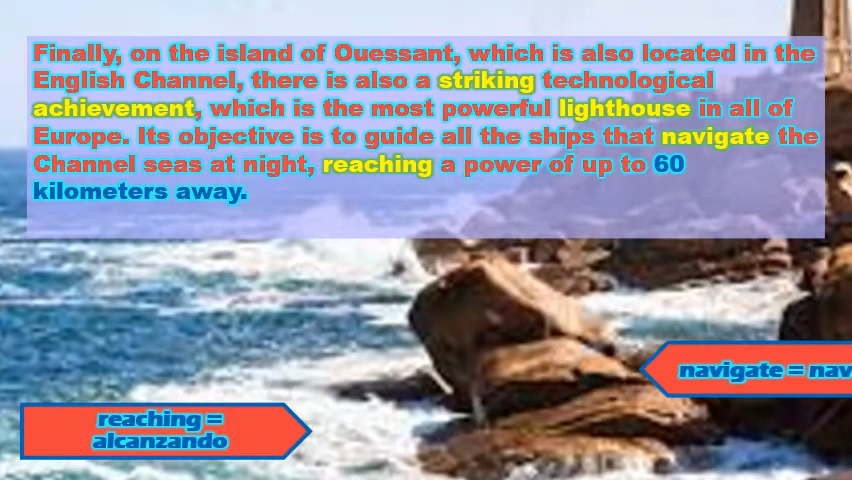 Finally, on the island of Ouessant, which is also located in the
English Channel, there is also a striking technological
achievement, which is the most powerful lighthouse in all of
Europe. Its objective is to guide all the ships that navigate the
Channel seas at night, reaching a power of up to 60
kilometers away.
navigate = nav
reaching =
alcanzando